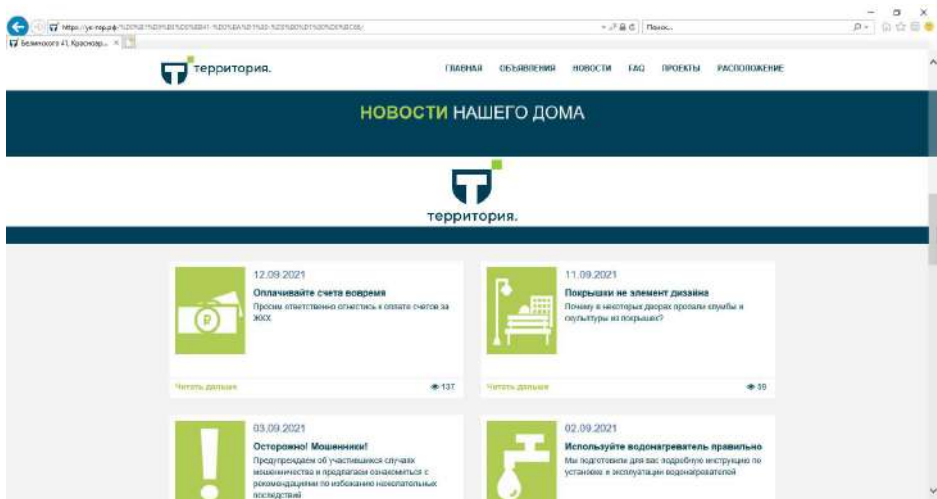 Поиск...
Белинского 41, Краснояр...
территория.
ГЛАВНАЯ ОБЪЯВЛЕНИЯ НОВОСТИ FAQ ПРОЕКТЫ РАСПОЛОЖЕНИЕ
НОВОСТИ НАШЕГО ДОМА
территория.
12.09.2021
Оплачивайте счета вовремя
Просим ответственно отнестись к оплате счетов за
ЖКХ
Читать дальше
137
11.09.2021
Покрышки не элемент дизайна
Почему в некоторых дворах пропали клумбы и
скульптуры из покрышек?
Читать дальше
59
03.09.2021
Осторожно! Мошенники!
Предупреждаем об участившихся случаях
мошенничества и предлагаем ознакомиться с
рекомендациями по избежанию нежелательных
последствий
02.09.2021
Используйте водонагреватель правильно
Мы подготовили для вас подробную инструкцию по
установке и эксплуатации водонагревателей